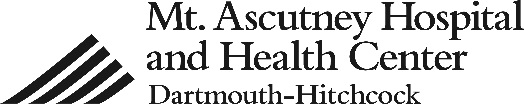 Mt. Ascutney Hospital
and Health Center
Dartmouth-Hitchcock